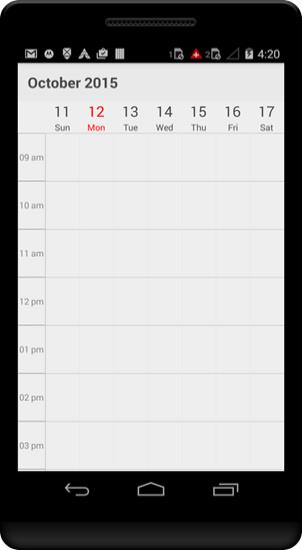 1 2 4:20
October 2015
11 12 13 14 15 16 17
Sun Mon Tue Wed Thu Fri Sat
09 am
10 am
11 am
12 pm
01 pm
02 pm
03 pm